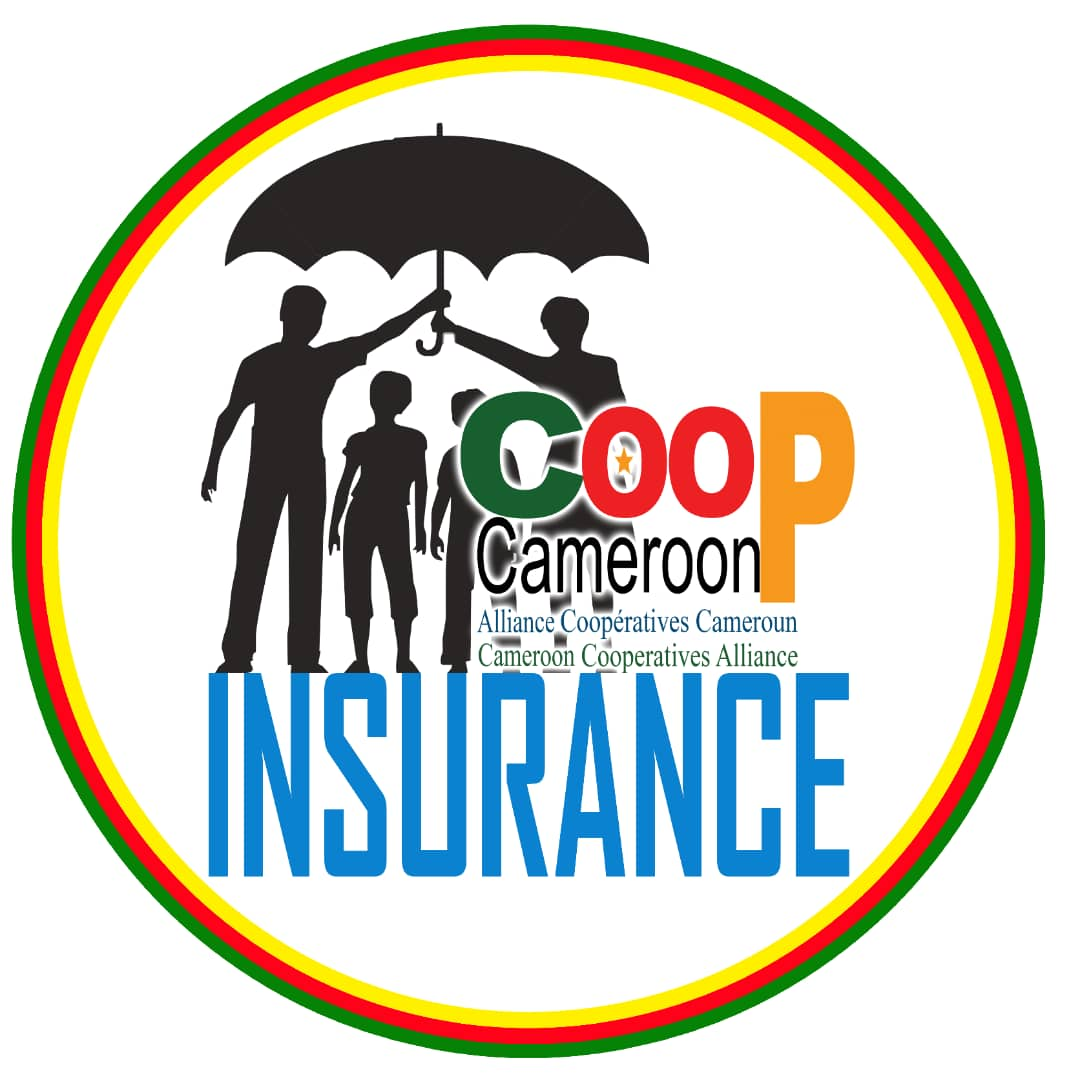 CooP
Cameroon
Alliance Coopératives Cameroun
Cameroon Cooperatives Alliance
INSURANCE